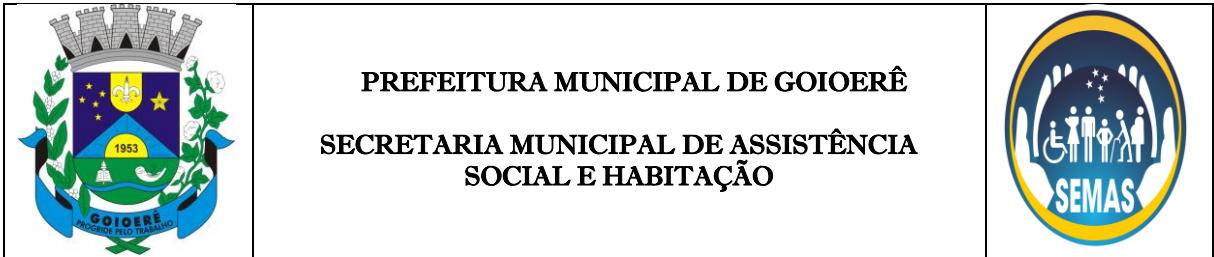 1953
GOIOERÊ
PROGRIDE PELO TRABALHO
PREFEITURA MUNICIPAL DE GOIOERÊ
SECRETARIA MUNICIPAL DE ASSISTÊNCIA
SOCIAL E HABITAÇÃO
SEMAS